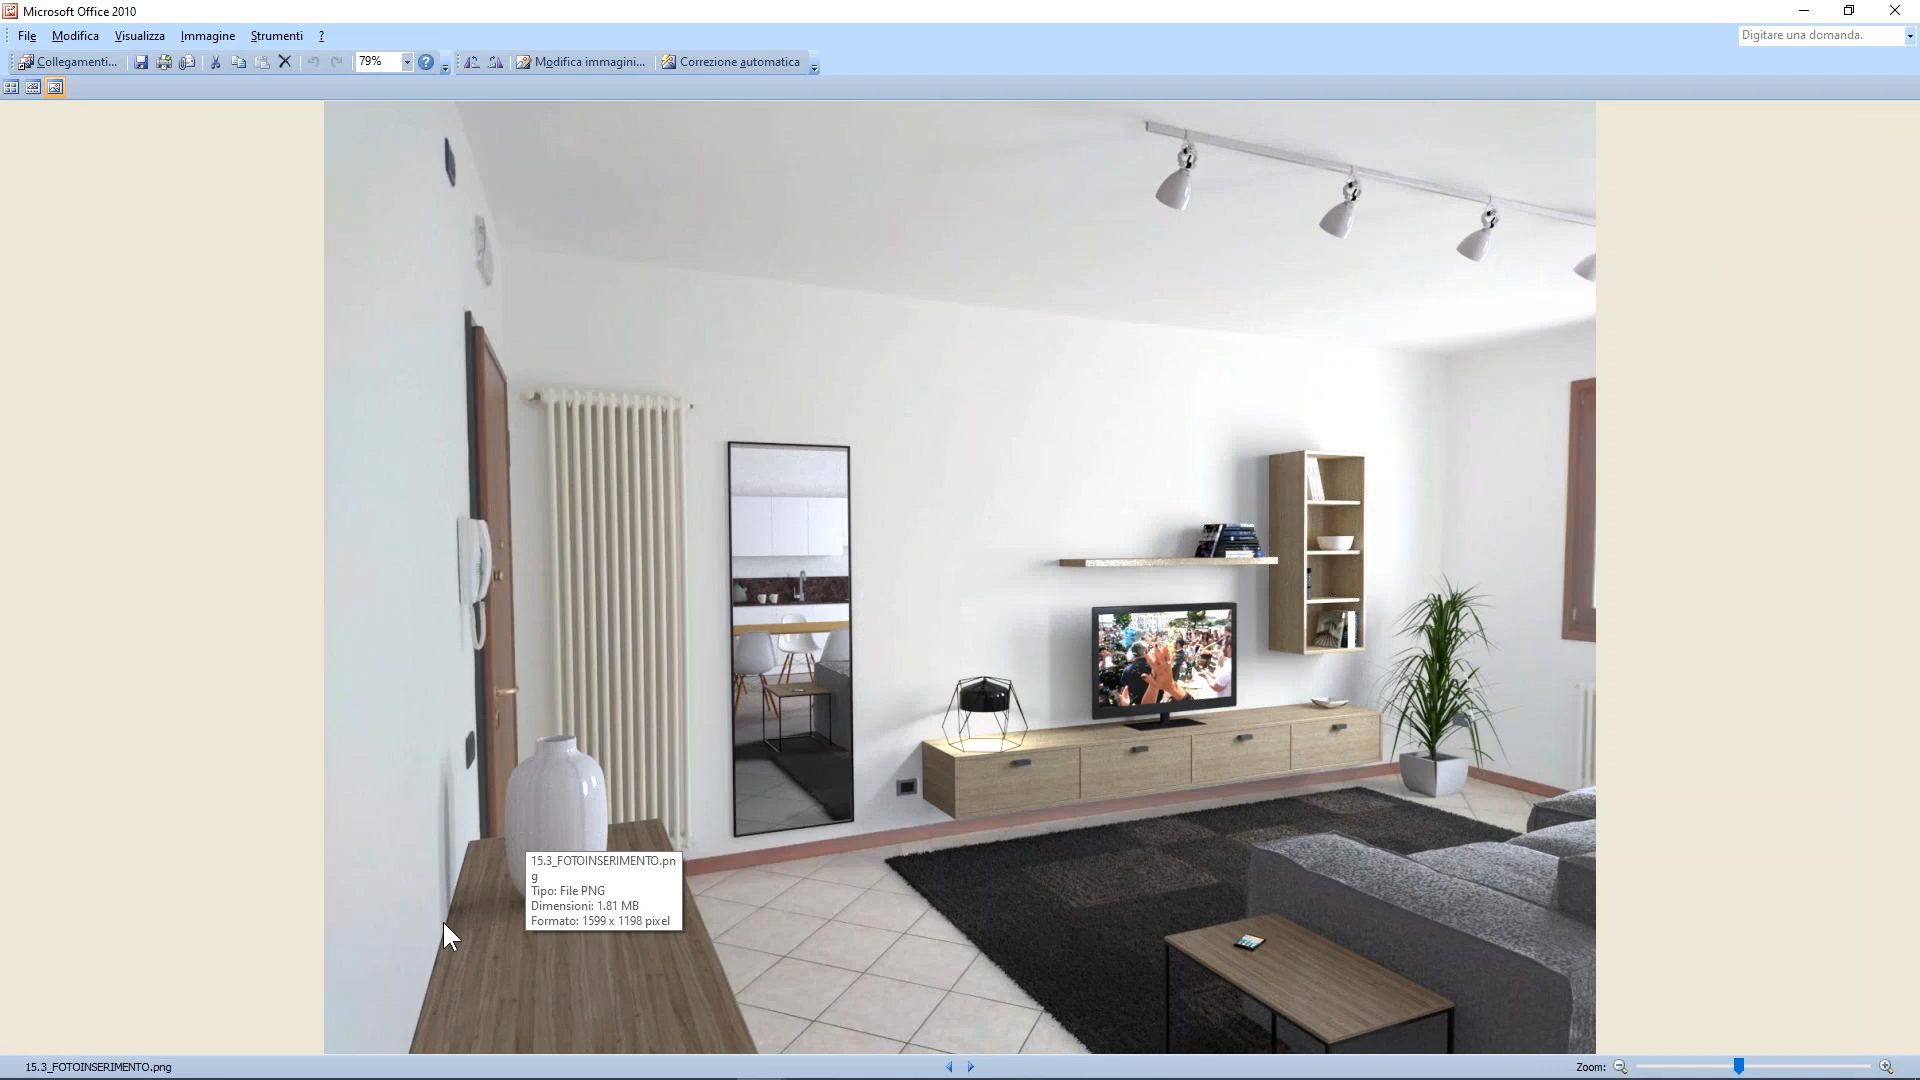 Microsoft Office 2010
File Modifica Visualizza Immagine Strumenti ?
Digitare una domanda.
Collegamenti... 79% Modifica immagini... Correzione automatica
15.3_FOTOINSERIMENTO.pn
g
Tipo: File PNG
Dimensioni: 1.81 MB
Formato: 1599 x 1198 pixel
15.3_FOTOINSERIMENTO.png
Zoom: